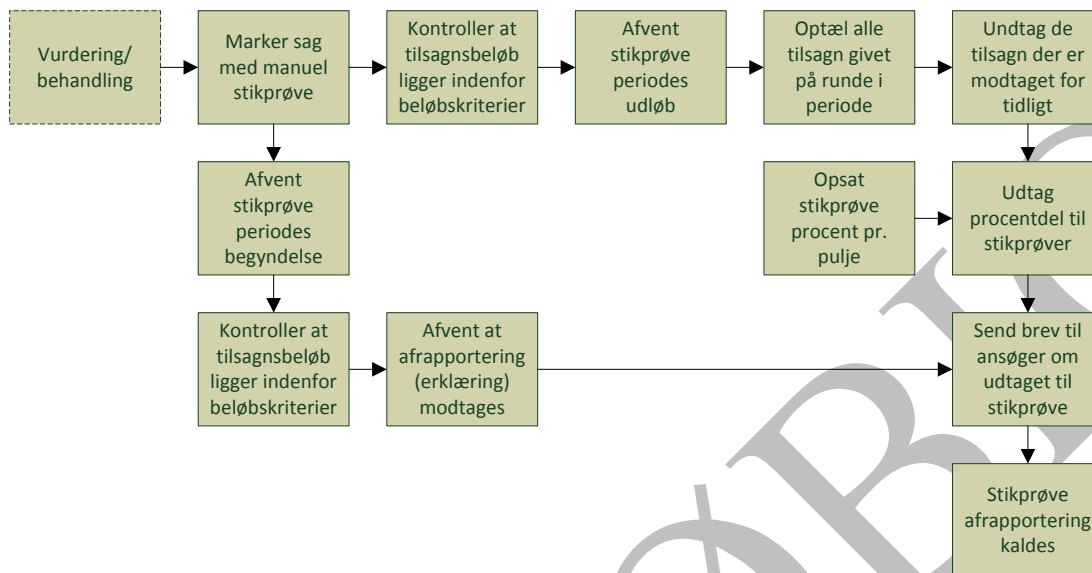 Vurdering/
behandling
Marker sag
med manuel
stikprøve
Kontroller at
tilsagnsbeløb
ligger indenfor
beløbskriterier
Afvent
stikprøve
periodes
udløb
Optæl alle
tilsagn givet
på runde i
periode
Undtag de
tilsagn der er
modtaget for
tidligt
Afvent
stikprøve
periodes
begyndelse
Opsat
stikprøve
procent pr.
pulje
Udtag
procentdel til
stikprøver
Kontroller at
tilsagnsbeløb
ligger indenfor
beløbskriterier
Afvent at
afrapportering
(erklæring)
modtages
Send brev til
ansøger om
udtaget til
stikprøve
Stikprøve
afrapportering
kaldes